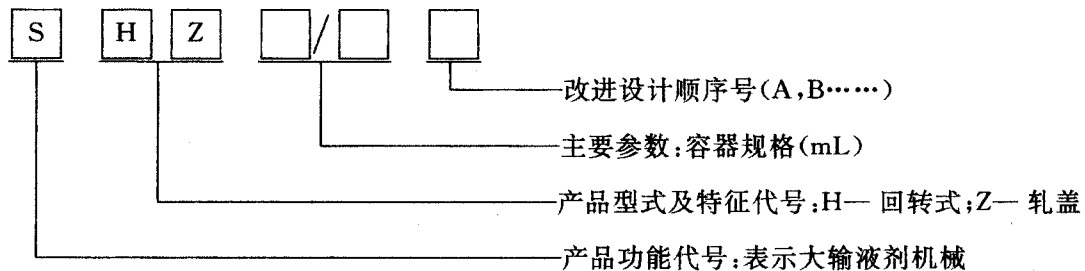 S H Z □/□ □
改进设计顺序号(A,B……)
主要参数:容器规格(mL)
产品型式及特征代号:H— 回转式;Z— 轧盖
产品功能代号:表示大输液剂机械